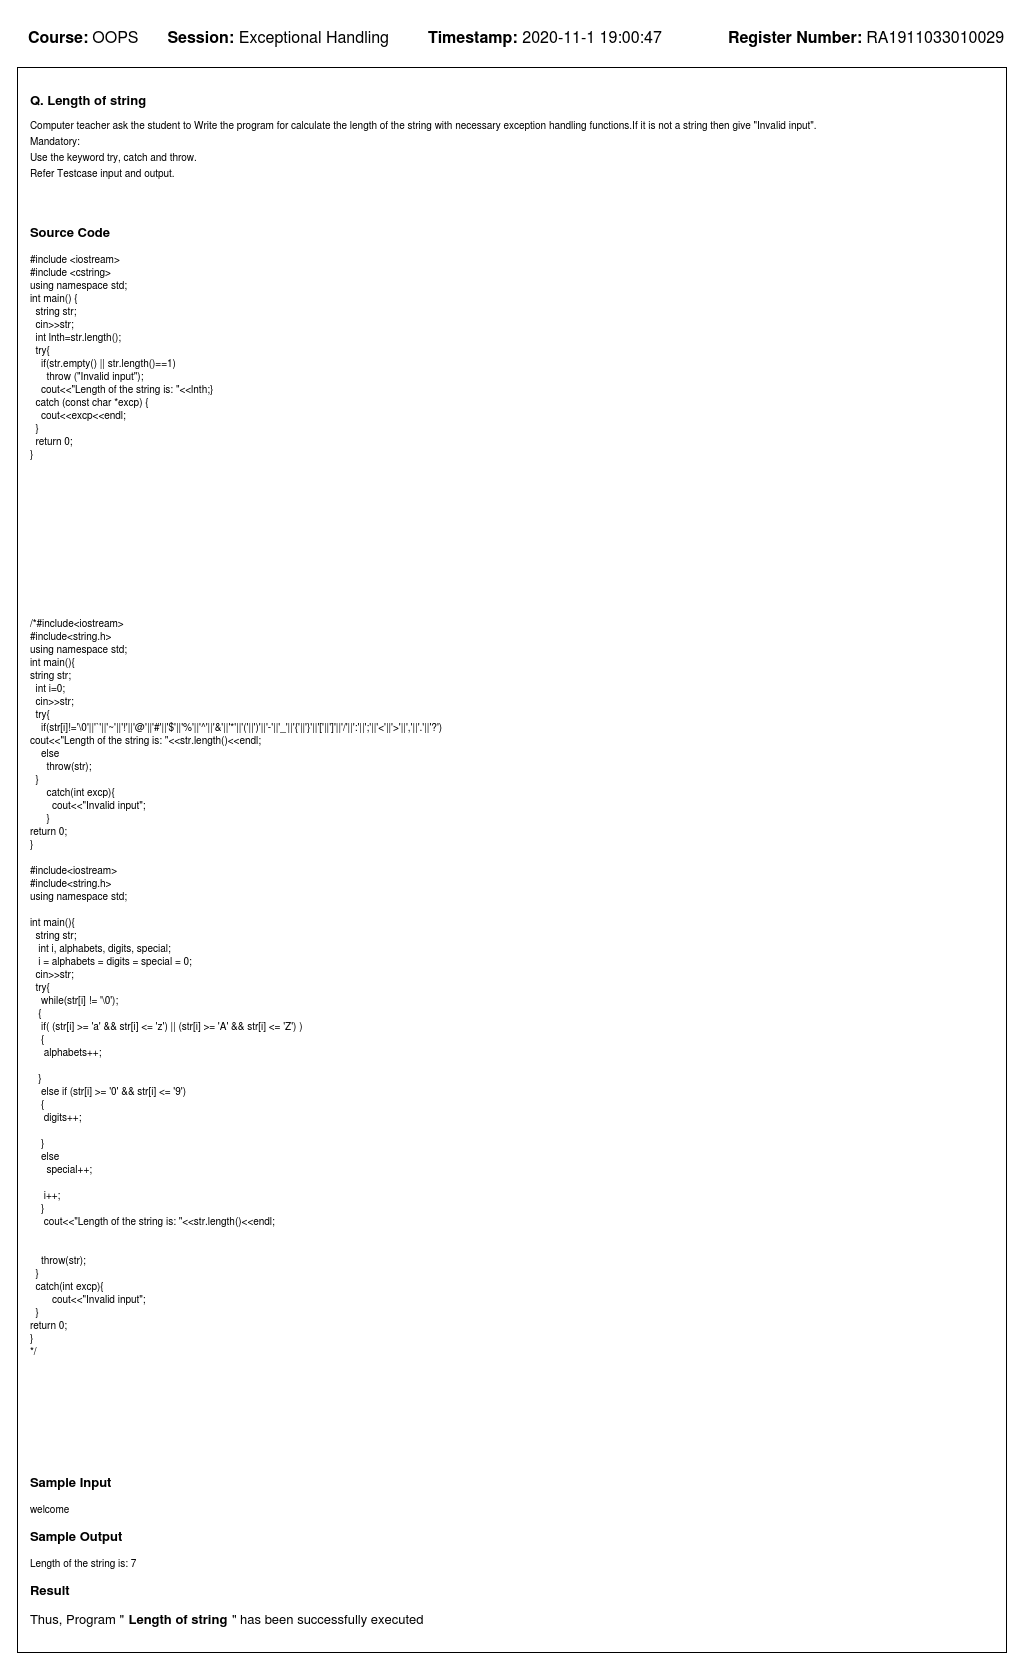 Course: OOPS Session: Exceptional Handling Timestamp: 2020-11-1 19:00:47 Register Number: RA1911033010029
Q. Length of string
Computer teacher ask the student to Write the program for calculate the length of the string with necessary exception handling functions.If it is not a string then give "Invalid input".
Mandatory:
Use the keyword try, catch and throw.
Refer Testcase input and output.
Source Code
#include <iostream>
#include <cstring>
using namespace std;
int main() {
string str;
cin>>str;
int lnth=str.length();
try{
if(str.empty() || str.length()==1)
throw ("Invalid input");
cout<<"Length of the string is: "<<lnth;}
catch (const char *excp) {
cout<<excp<<endl;
}
return 0;
}
/*#include<iostream>
#include<string.h>
using namespace std;
int main(){
string str;
int i=0;
cin>>str;
try{
if(str[i]!='\0'||'`'||'~'||'!'||'@'||'#'||'$'||'%'||'^'||'&'||'*'||'('||')'||'-'||'_'||'{'||'}'||'['||']'||'/'||':'||';'||'<'||'>'||','||'.'||'?')
cout<<"Length of the string is: "<<str.length()<<endl;
else
throw(str);
}
catch(int excp){
cout<<"Invalid input";
}
return 0;
}
#include<iostream>
#include<string.h>
using namespace std;
int main(){
string str;
int i, alphabets, digits, special;
i = alphabets = digits = special = 0;
cin>>str;
try{
while(str[i] != '\0');
{
if( (str[i] >= 'a' && str[i] <= 'z') || (str[i] >= 'A' && str[i] <= 'Z') )
{
alphabets++;
}
else if (str[i] >= '0' && str[i] <= '9')
{
digits++;
}
else
special++;
i++;
}
cout<<"Length of the string is: "<<str.length()<<endl;
throw(str);
}
catch(int excp){
cout<<"Invalid input";
}
return 0;
}
*/
Sample Input
welcome
Sample Output
Length of the string is: 7
Result
Thus, Program " Length of string " has been successfully executed